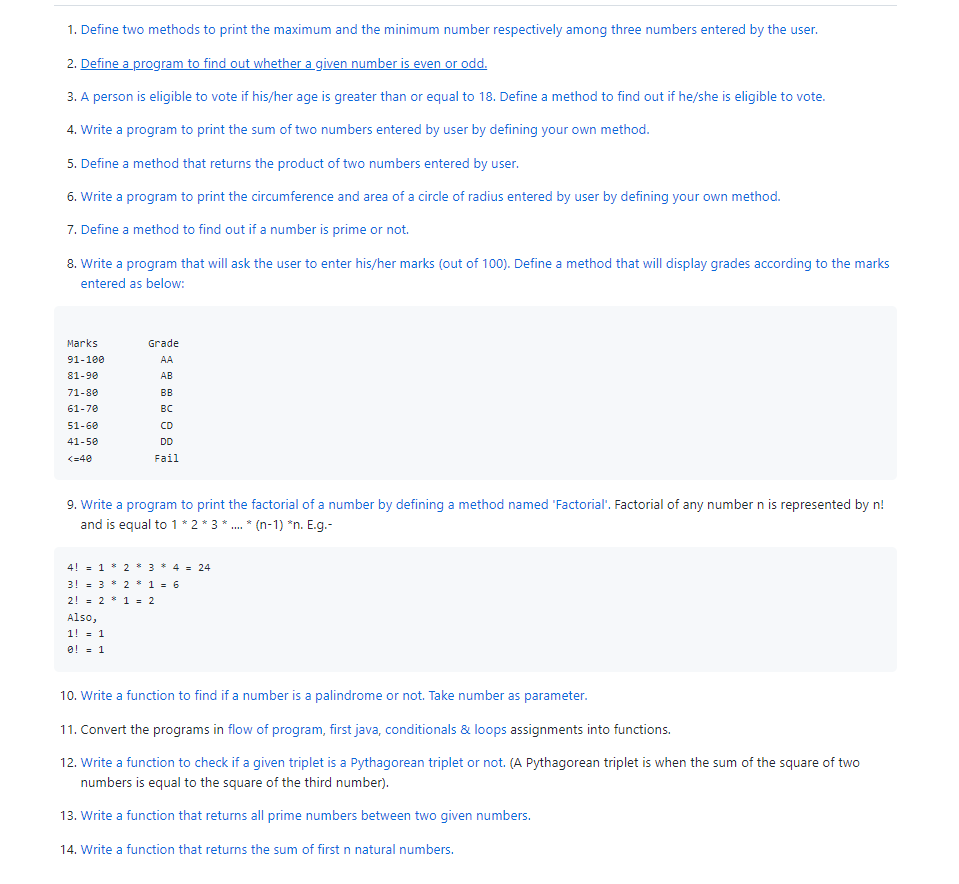 1. Define two methods to print the maximum and the minimum number respectively among three numbers entered by the user.
2. Define a program to find out whether a given number is even or odd.
3. A person is eligible to vote if his/her age is greater than or equal to 18. Define a method to find out if he/she is eligible to vote.
4. Write a program to print the sum of two numbers entered by user by defining your own method.
5. Define a method that returns the product of two numbers entered by user.
6. Write a program to print the circumference and area of a circle of radius entered by user by defining your own method.
7. Define a method to find out if a number is prime or not.
8. Write a program that will ask the user to enter his/her marks (out of 100). Define a method that will display grades according to the marks
entered as below:
Marks Grade
91-100 AA
81-90 AB
71-80 BB
61-70 BC
51-60 CD
41-50 DD
<=40 Fail
9. Write a program to print the factorial of a number by defining a method named 'Factorial'. Factorial of any number n is represented by n!
and is equal to 1 * 2 * 3 * .... * (n-1) *n. E.g.-
4! = 1 * 2 * 3 * 4 = 24
3! = 3 * 2 * 1 = 6
2! = 2 * 1 = 2
Also,
1! = 1
0! = 1
10. Write a function to find if a number is a palindrome or not. Take number as parameter.
11. Convert the programs in flow of program, first java, conditionals & loops assignments into functions.
12. Write a function to check if a given triplet is a Pythagorean triplet or not. (A Pythagorean triplet is when the sum of the square of two
numbers is equal to the square of the third number).
13. Write a function that returns all prime numbers between two given numbers.
14. Write a function that returns the sum of first n natural numbers.